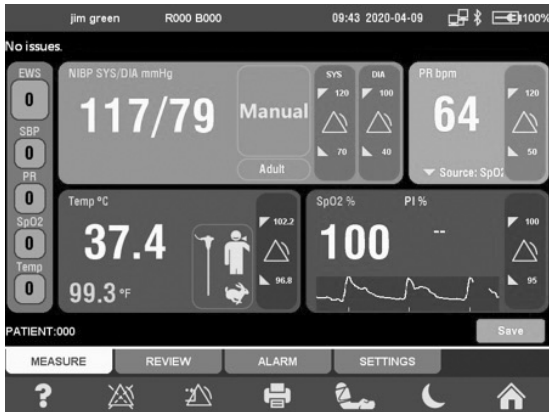 jim green R000 B000 09:43 2020-04-09 100%
No issues.
EWS
0
SBP
0
PR
0
SpO2
0
Temp
0
NIBP SYS/DIA mmHg
117/79
Manual
Adult
SYS
120
70
DIA
100
40
PR bpm
64
Source: SpO2
120
50
Temp ºC
37.4
99.3 ºF
102.2
96.8
SpO2 % PI %
100 --
100
95
PATIENT:000
Save
MEASURE REVIEW ALARM SETTINGS
?